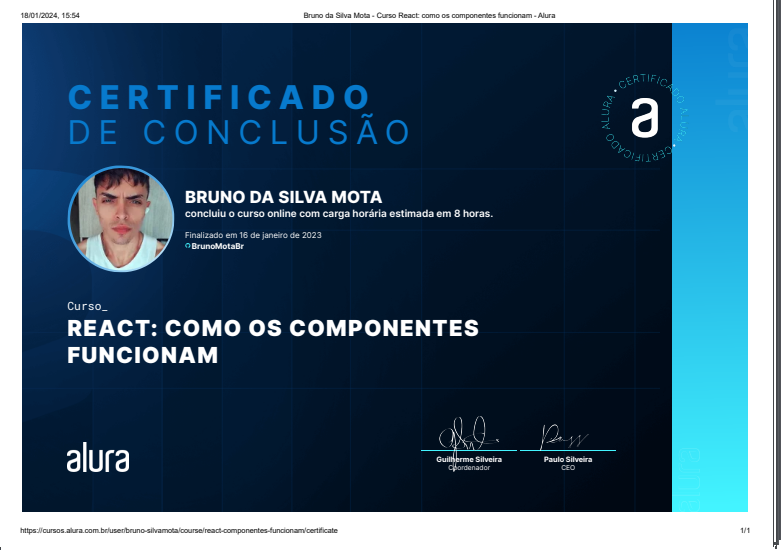 18/01/2024, 15:54
Bruno da Silva Mota - Curso React: como os componentes funcionam - Alura
CERTIFICADO
DE CONCLUSÃO
CERTIFICADO ALURA • CERTIFICADO ALURA •
a
alura
BRUNO DA SILVA MOTA
concluiu o curso online com carga horária estimada em 8 horas.
Finalizado em 16 de janeiro de 2023
BrunoMotaBr
Curso_
REACT: COMO OS COMPONENTES
FUNCIONAM
alura
Guilherme Silveira
Coordenador
Paulo Silveira
CEO
alura
https://cursos.alura.com.br/user/bruno-silvamota/course/react-componentes-funcionam/certificate
1/1